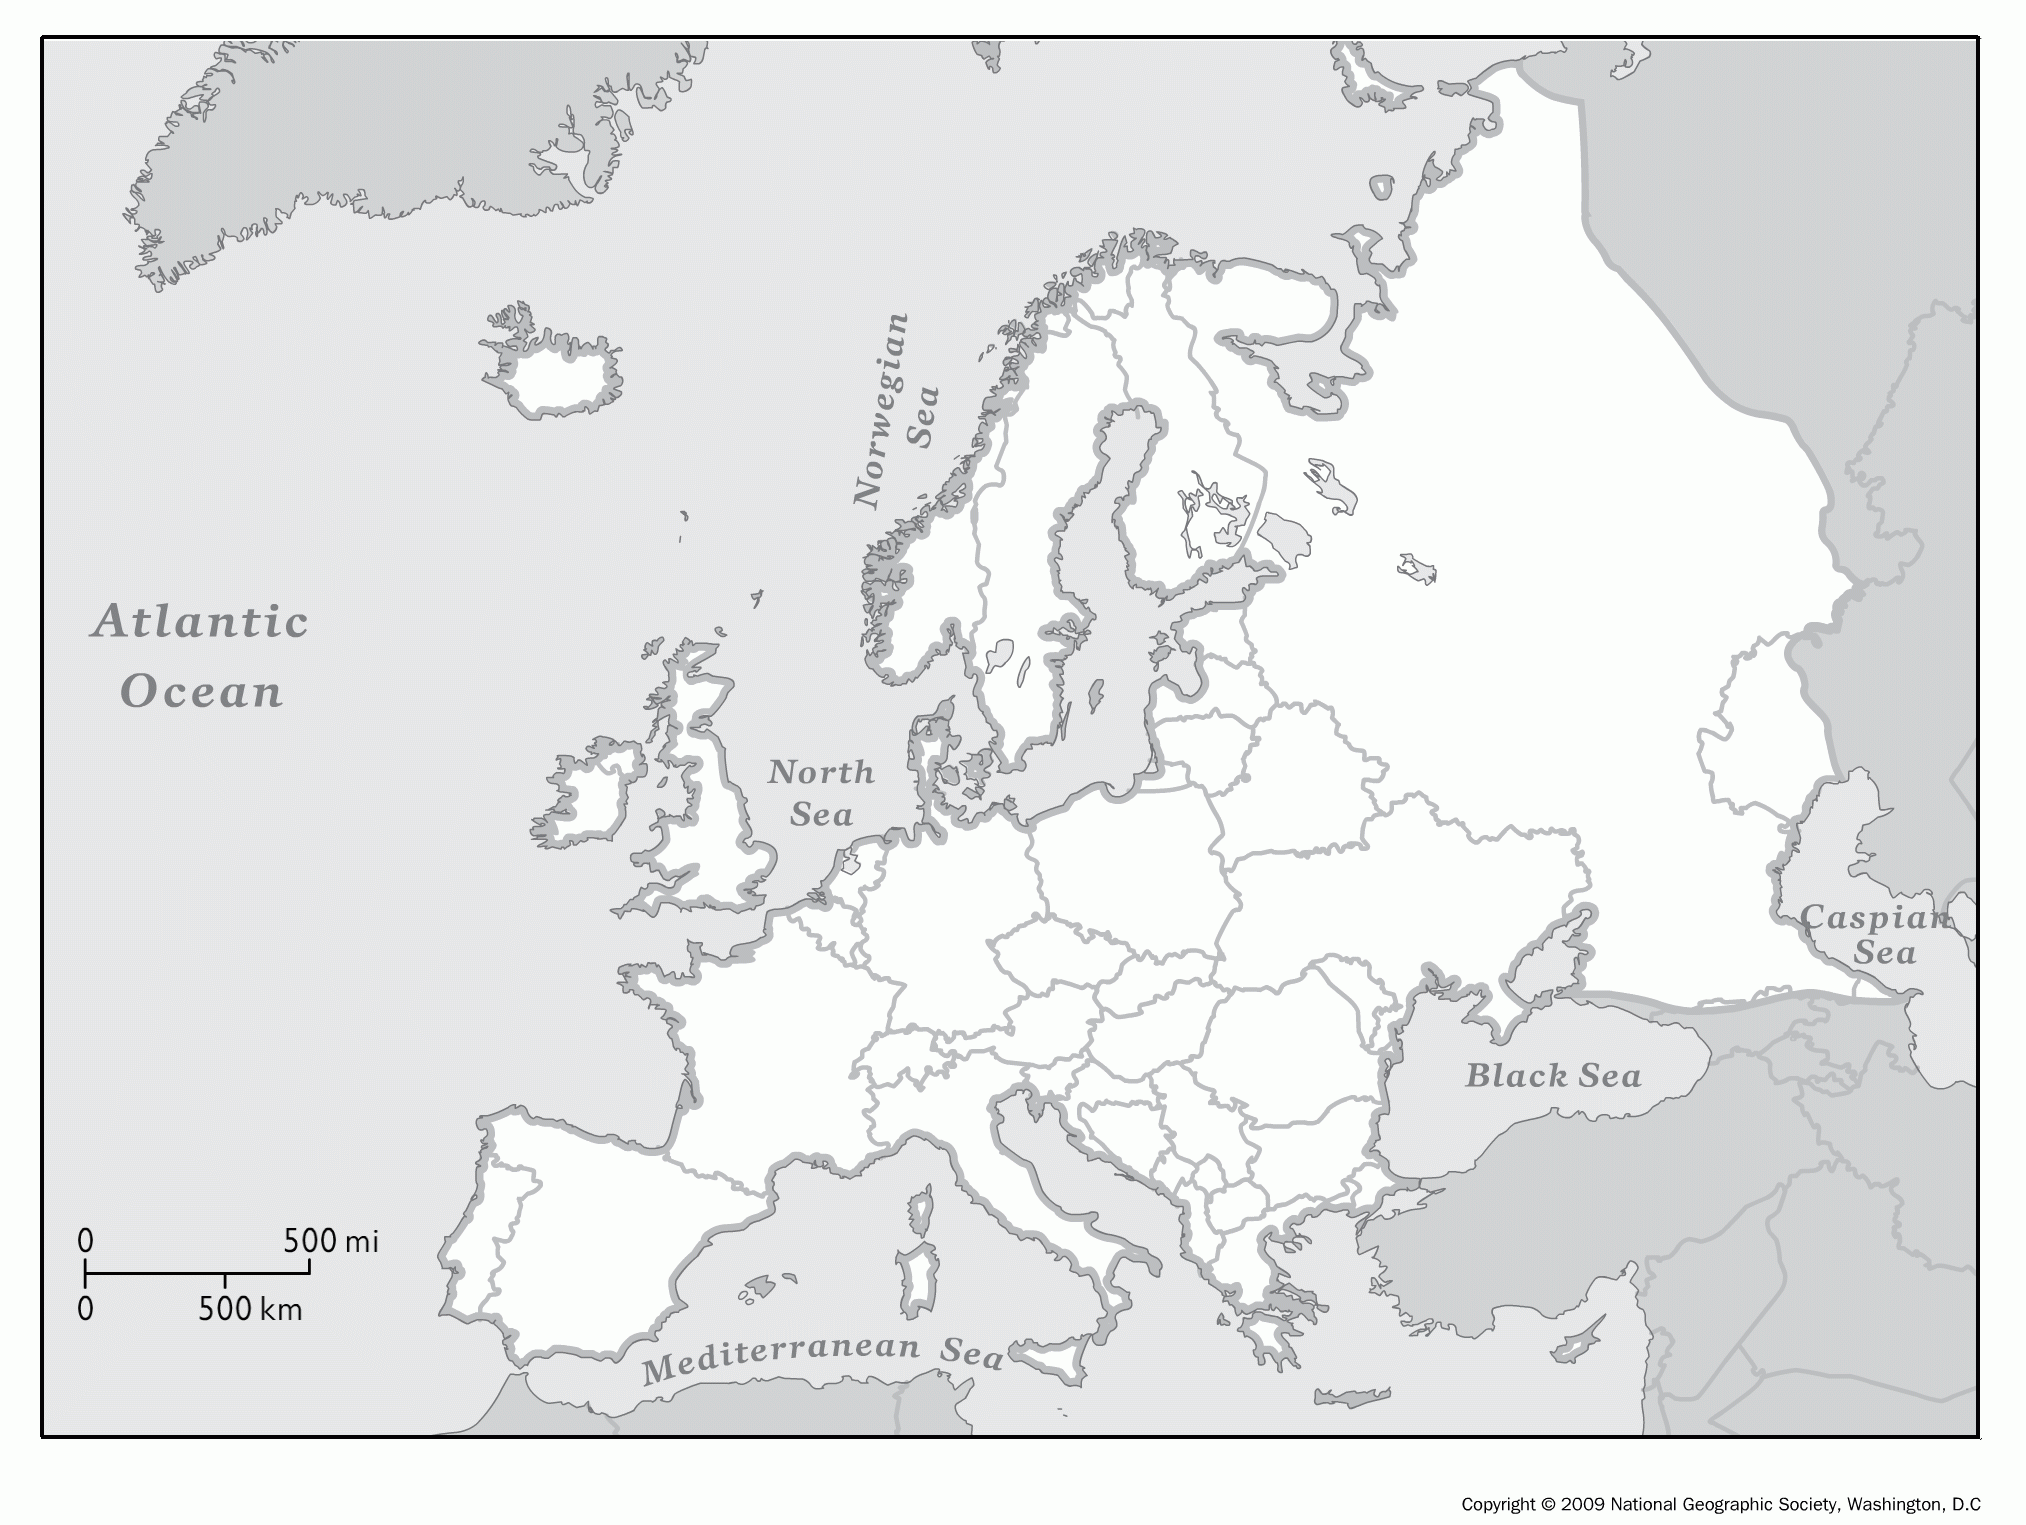 Norwegian
Sea
Atlantic
Ocean
North
Sea
Caspian
Sea
Black Sea
Mediterranean Sea
0 500 mi
0 500 km
Copyright © 2009 National Geographic Society, Washington, D.C